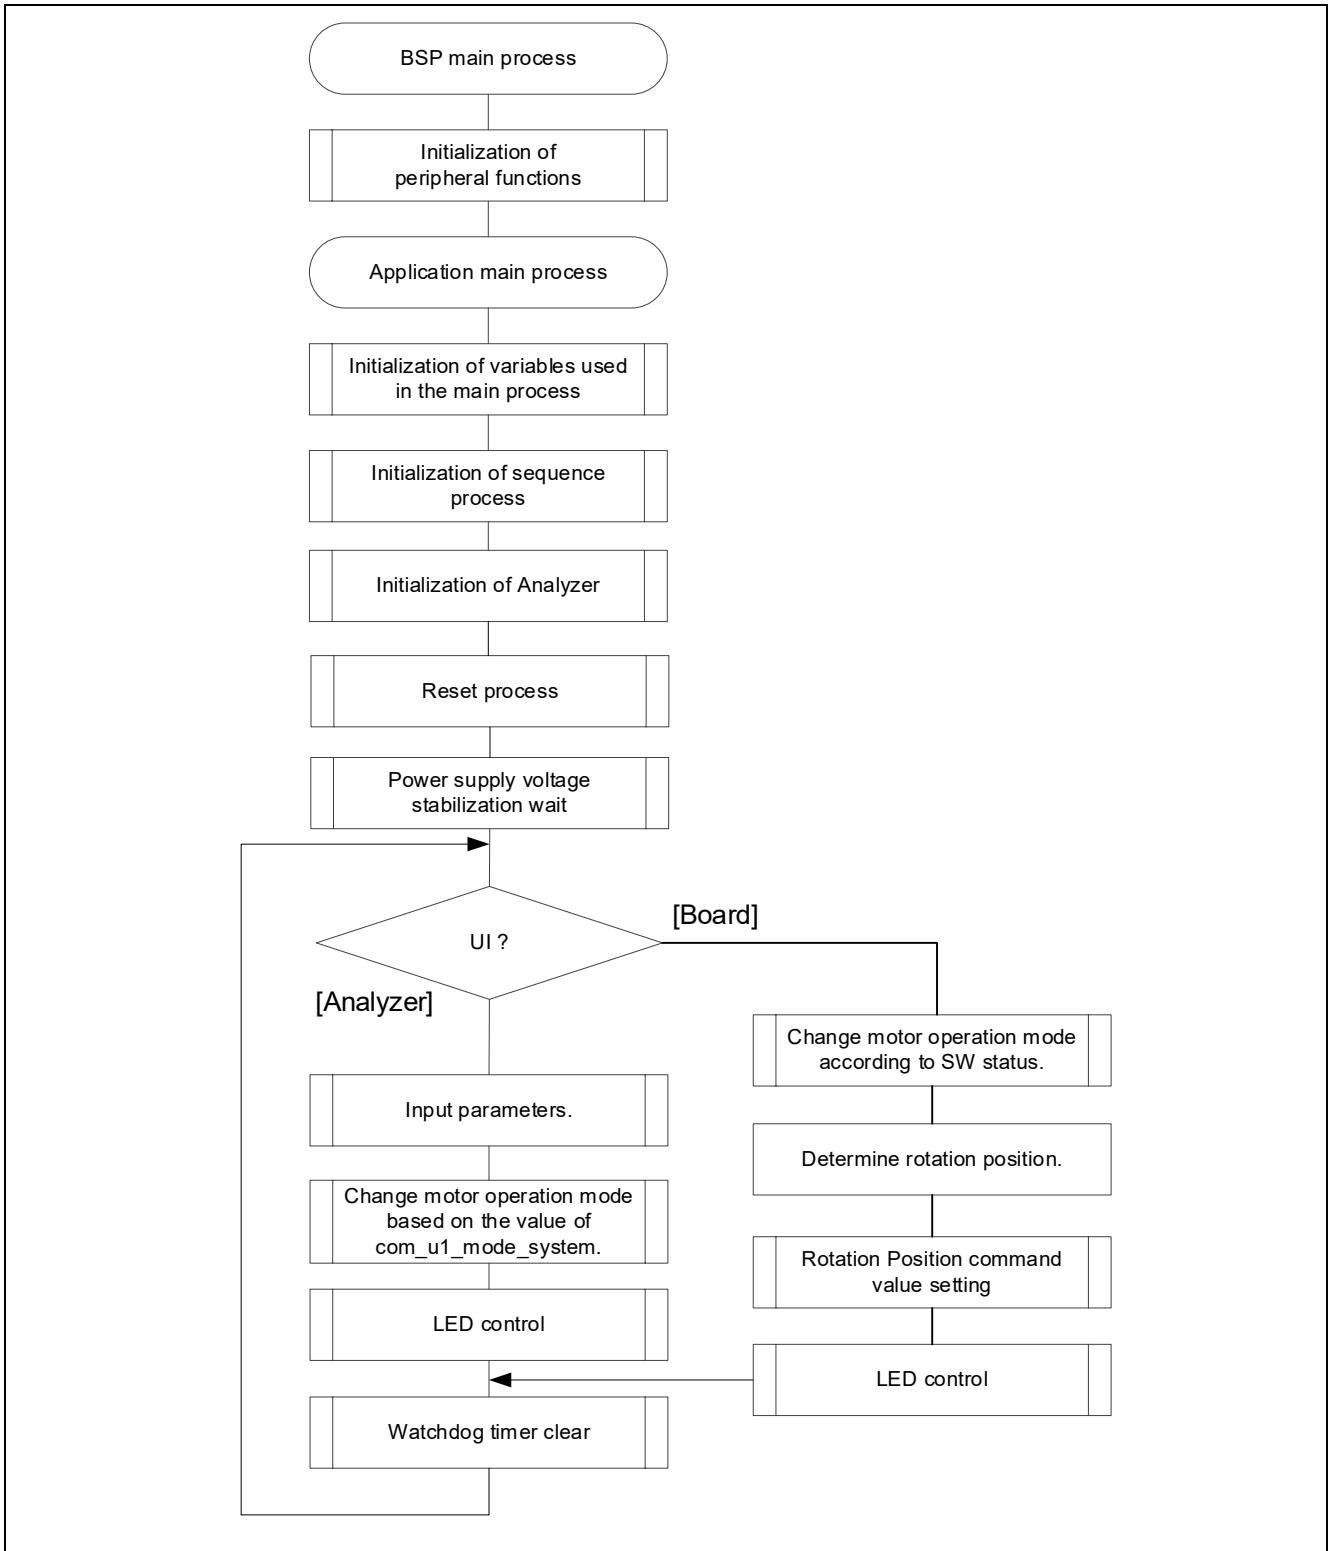 BSP main process
Initialization of
peripheral functions
Application main process
Initialization of variables used
in the main process
Initialization of sequence
process
Initialization of Analyzer
Reset process
Power supply voltage
stabilization wait
UI ?
[Board]
[Analyzer]
Input parameters.
Change motor operation mode
based on the value of
com_u1_mode_system.
LED control
Change motor operation mode
according to SW status.
Determine rotation position.
Rotation Position command
value setting
LED control
Watchdog timer clear